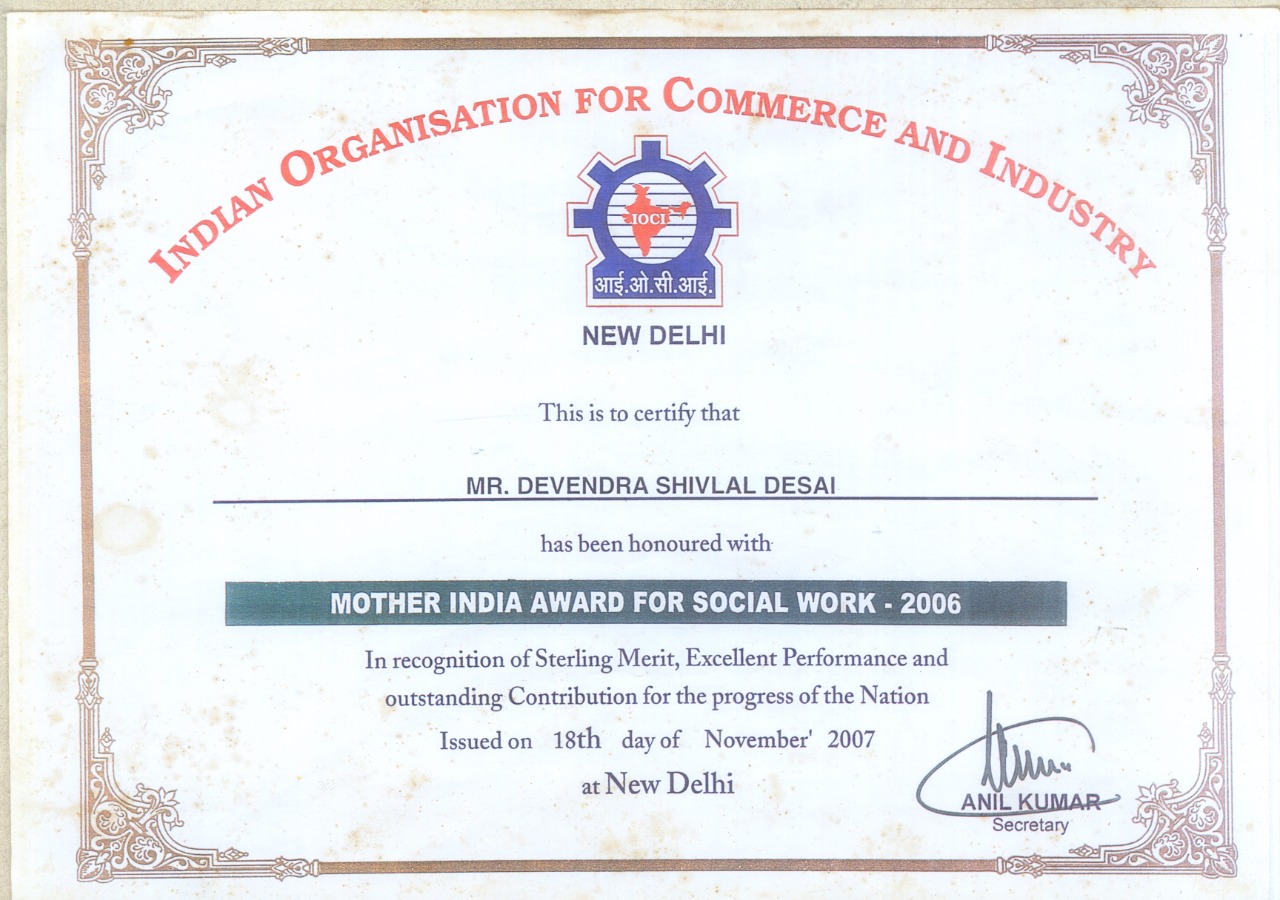 INDIAN ORGANISATION FOR COMMERCE AND INDUSTRY
IOCI
आई.ओ.सी.आई.
NEW DELHI
This is to certify that
MR. DEVENDRA SHIVLAL DESAI
has been honoured with
MOTHER INDIA AWARD FOR SOCIAL WORK - 2006
In recognition of Sterling Merit, Excellent Performance and
outstanding Contribution for the progress of the Nation
Issued on 18th day of November' 2007
at New Delhi
ANIL KUMAR
Secretary